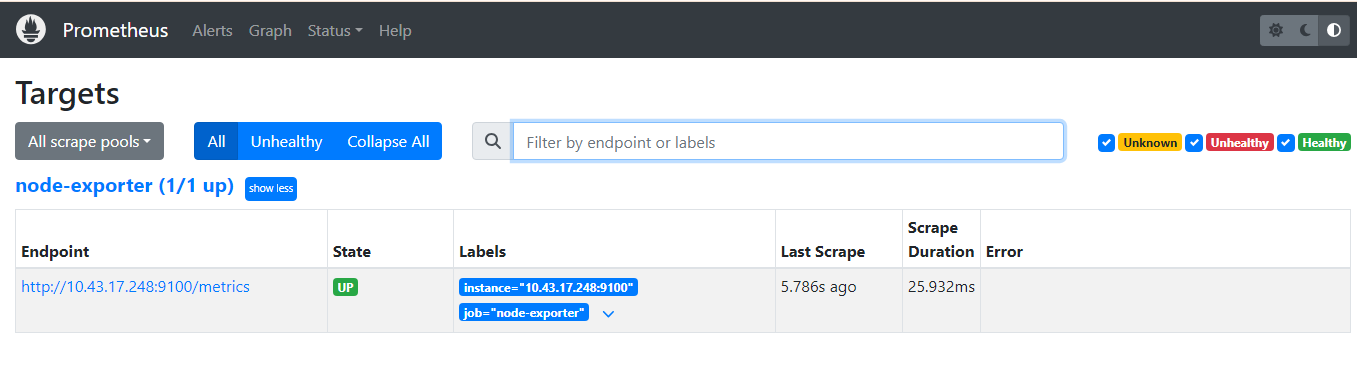 Prometheus Alerts Graph Status Help
Targets
All scrape pools All Unhealthy Collapse All Filter by endpoint or labels Unknown Unhealthy Healthy
node-exporter (1/1 up) show less
Endpoint State Labels Last Scrape Scrape Duration Error
http://10.43.17.248:9100/metrics UP instance="10.43.17.248:9100" 5.786s ago 25.932ms
job="node-exporter"